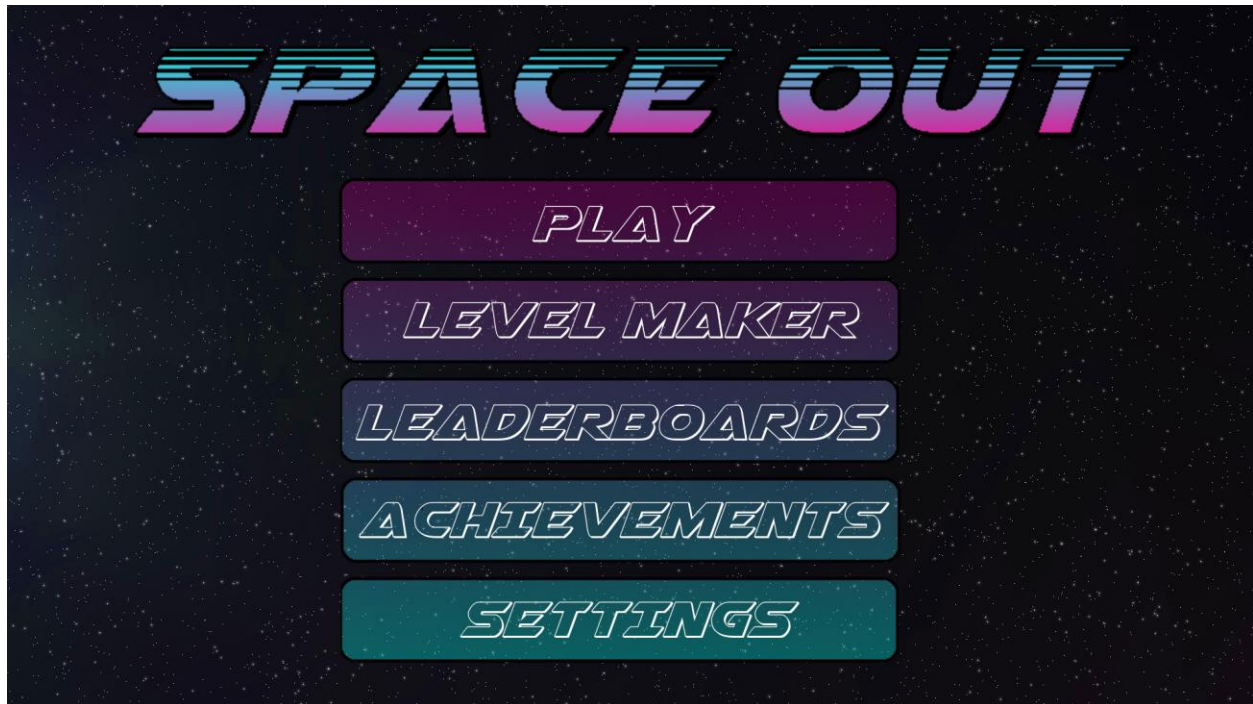 SPACE OUT
PLAY
LEVEL MAKER
LEADERBOARDS
ACHIEVEMENTS
SETTINGS